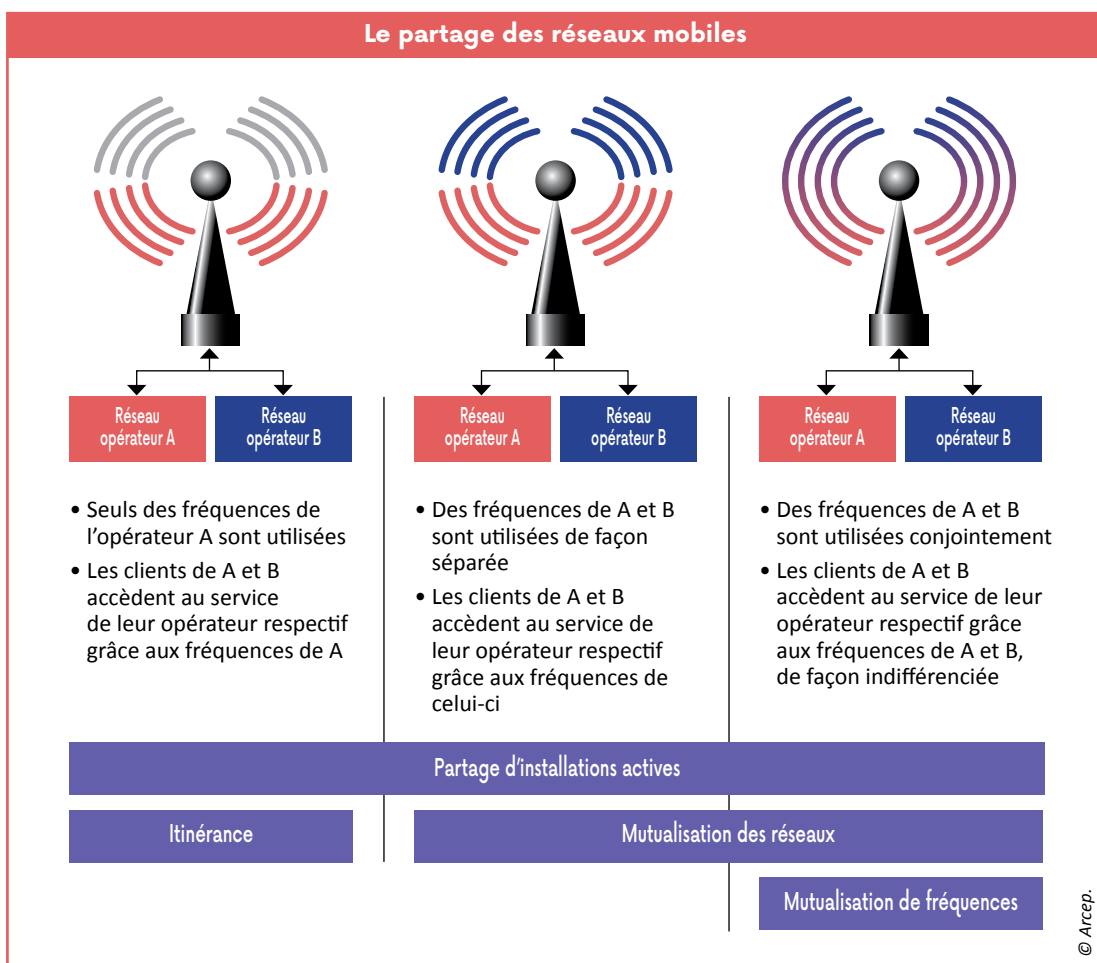 Le partage des réseaux mobiles
Réseau
opérateur A
Réseau
opérateur B
• Seuls des fréquences de
l'opérateur A sont utilisées
• Les clients de A et B
accèdent au service
de leur opérateur respectif
grâce aux fréquences de A
Réseau
opérateur A
Réseau
opérateur B
• Des fréquences de A et B
sont utilisées de façon
séparée
• Les clients de A et B
accèdent au service de
leur opérateur respectif
grâce aux fréquences de
celui-ci
Réseau
opérateur A
Réseau
opérateur B
• Des fréquences de A et B
sont utilisées conjointement
• Les clients de A et B
accèdent au service de leur
opérateur respectif grâce
aux fréquences de A et B,
de façon indifférenciée
Partage d'installations actives
Itinérance
Mutualisation des réseaux
Mutualisation de fréquences
© Arcep.